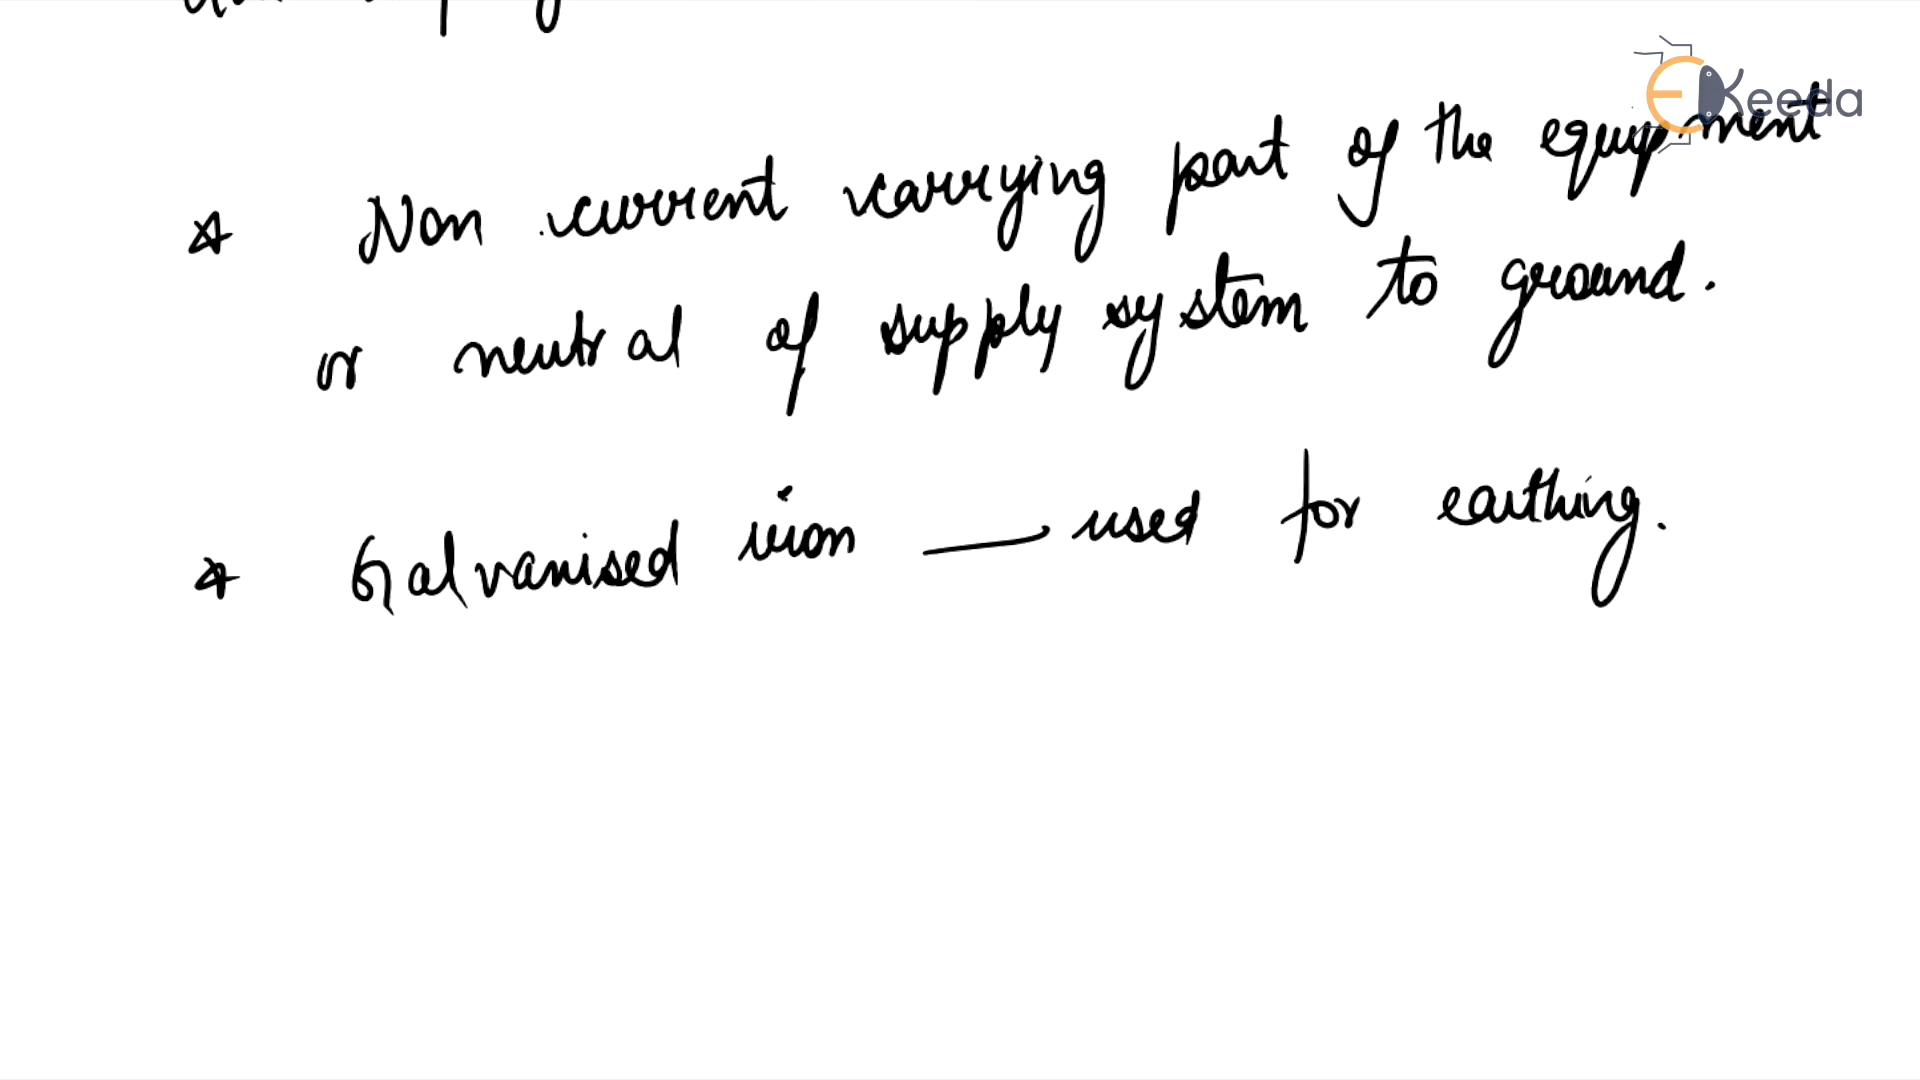 EKeeda
☆ Non current carrying part of the equipment
or neutral of supply system to ground.
☆ Galvanised iron — used for earthing.